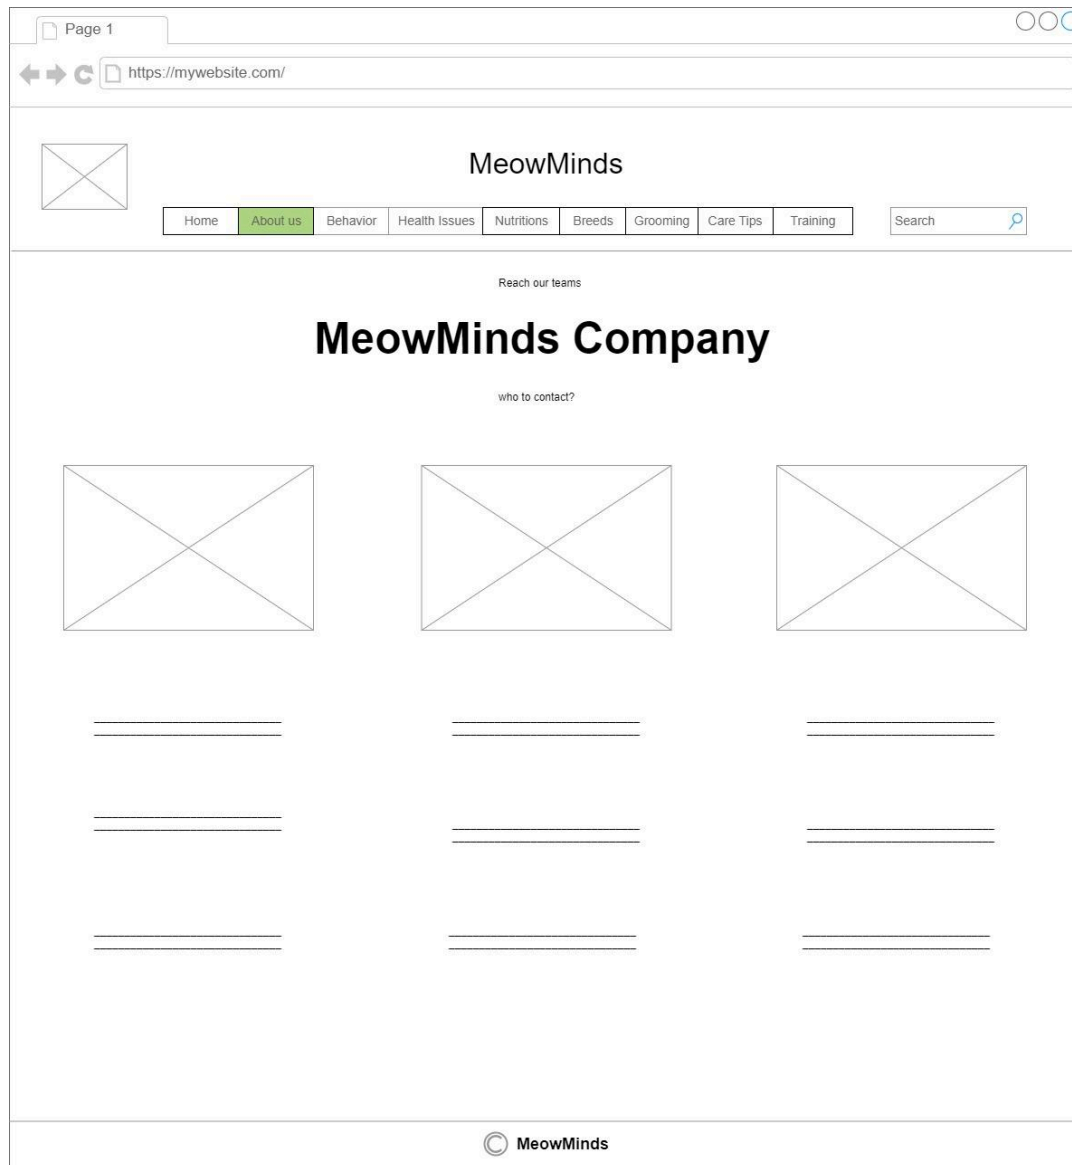 Page 1
https://mywebsite.com/
MeowMinds
Home About us Behavior Health Issues Nutritions Breeds Grooming Care Tips Training Search
Reach our teams
MeowMinds Company
who to contact?
© MeowMinds